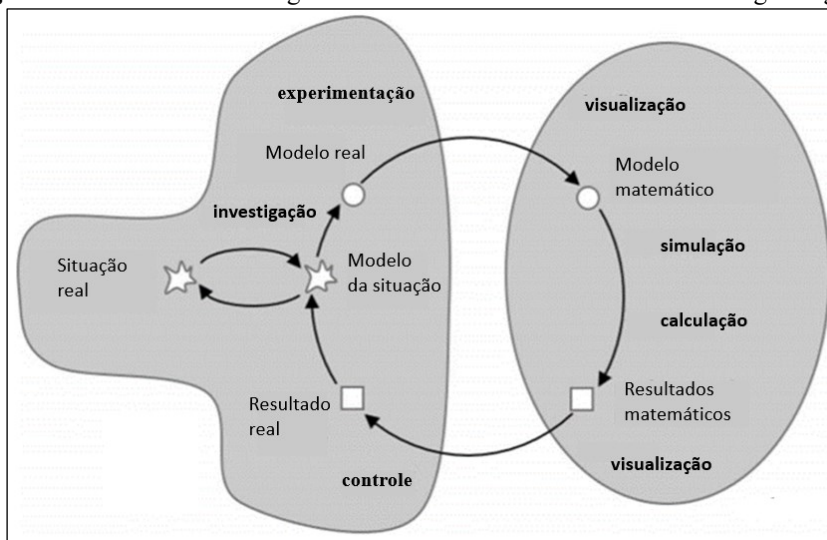 experimentação
visualização
Modelo real
Modelo
matemático
investigação
simulação
Situação
real
Modelo
da situação
calculação
Resultado
real
Resultados
matemáticos
controle
visualização